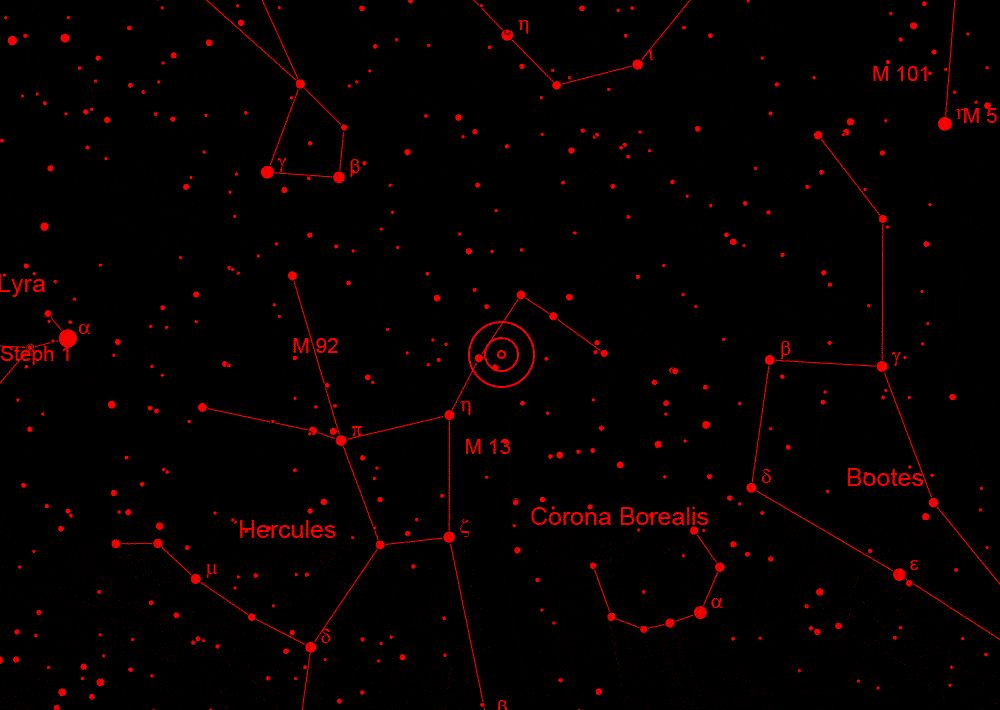 η
ι
M 101
η
M 5
γ
β
Lyra
α
Steph 1
M 92
β
γ
η
π
M 13
δ
Bootes
Hercules
Corona Borealis
ζ
μ
ε
α
δ
β